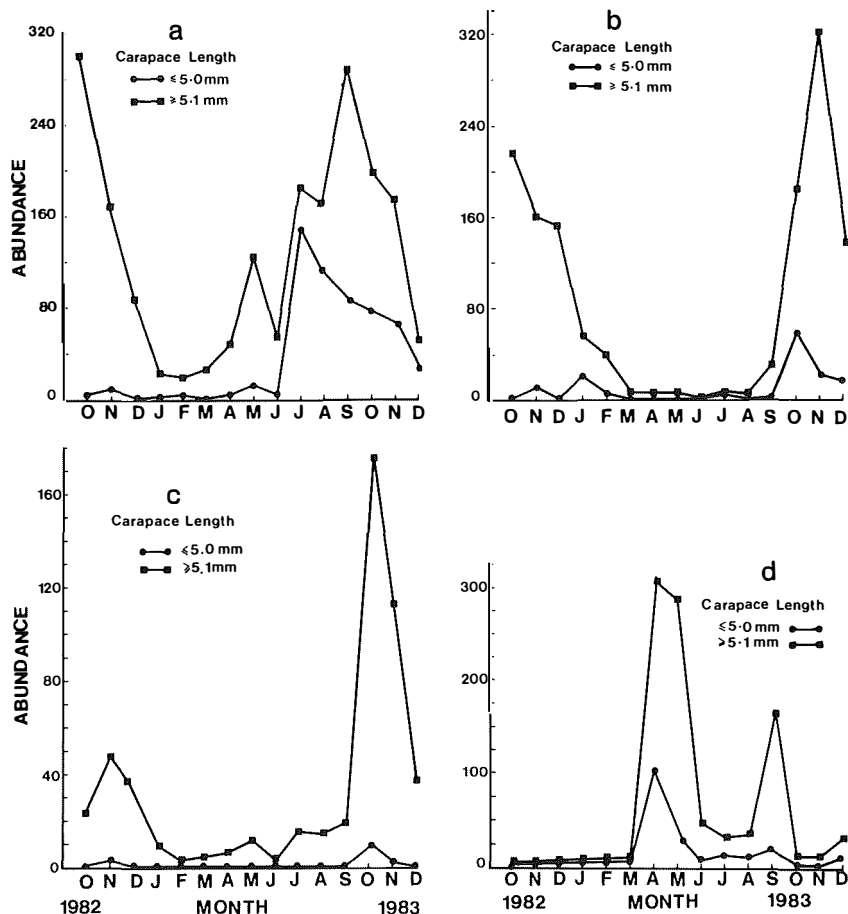 a
Carapace Length
≤ 5·0 mm
≥ 5·1 mm
320
240
160
80
0
ABUNDANCE
O N D J F M A M J J A S O N D
b
Carapace Length
≤ 5·0 mm
≥ 5·1 mm
320
240
160
80
0
O N D J F M A M J J A S O N D
c
Carapace Length
≤5.0 mm
≥5.1mm
160
120
80
40
0
ABUNDANCE
O N D J F M A M J J A S O N D
1982 MONTH 1983
d
Carapace Length
≤5·0 mm
≥5·1 mm
300
200
100
0
O N D J F M A M J J A S O N D
1982 MONTH 1983